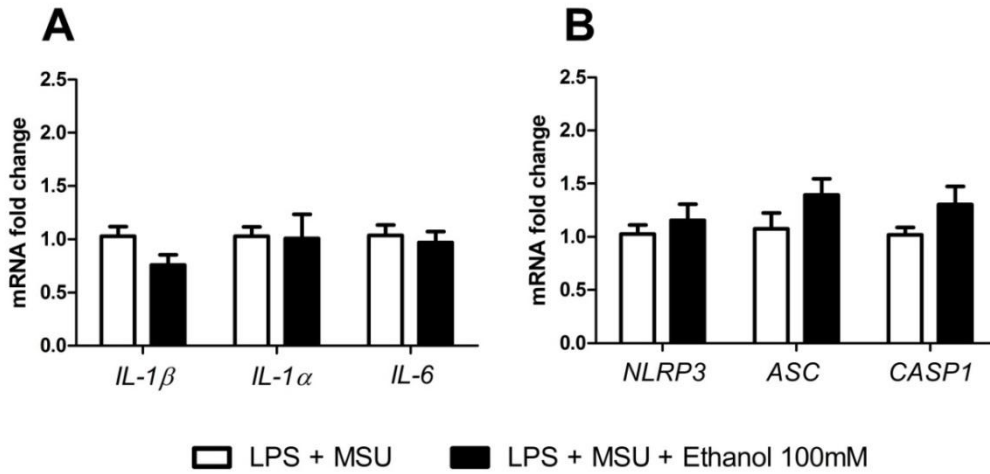 A
mRNA fold change
2.5
2.0
1.5
1.0
0.5
0.0
IL-1β IL-1α IL-6
B
mRNA fold change
2.5
2.0
1.5
1.0
0.5
0.0
NLRP3 ASC CASP1
LPS + MSU LPS + MSU + Ethanol 100mM